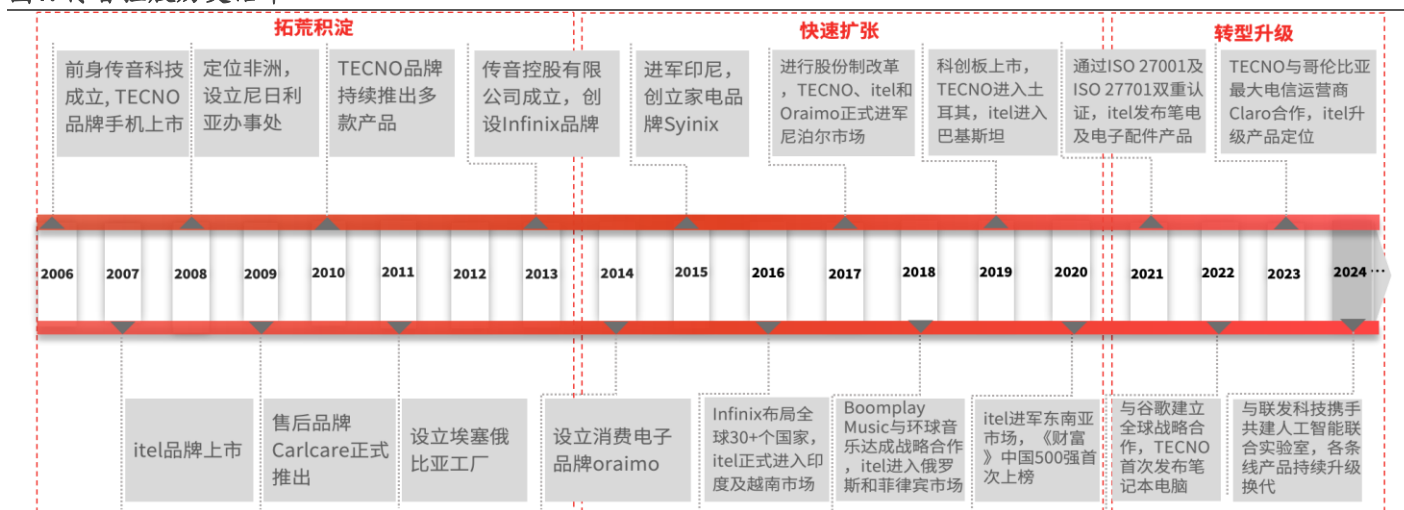 拓荒积淀
快速扩张
转型升级
前身传音科技
成立, TECNO
品牌手机上市
定位非洲，
设立尼日利
亚办事处
TECNO品牌
持续推出多
款产品
传音控股有限
公司成立，创
设Infinix品牌
进军印尼，
创立家电品
牌Syinix
进行股份制改革
，TECNO、itel和
Oraimo正式进军
尼泊尔市场
科创板上市，
TECNO进入土
耳其，itel进入
巴基斯坦
通过ISO 27001及
ISO 27701双重认
证，itel发布笔电
及电子配件产品
TECNO与哥伦比亚
最大电信运营商
Claro合作，itel升
级产品定位
2006
2007
2008
2009
2010
2011
2012
2013
2014
2015
2016
2017
2018
2019
2020
2021
2022
2023
2024 ···
itel品牌上市
售后品牌
Carlcare正式
推出
设立埃塞俄
比亚工厂
设立消费电子
品牌oraimo
Infinix布局全
球30+个国家，
itel正式进入印
度及越南市场
Boomplay
Music与环球音
乐达成战略合作
，itel进入俄罗
斯和菲律宾市场
itel进军东南亚
市场，《财富
》中国500强首
次上榜
与谷歌建立
全球战略合
作，TECNO
首次发布笔
记本电脑
与联发科技携手
共建人工智能联
合实验室，各条
线产品持续升级
换代